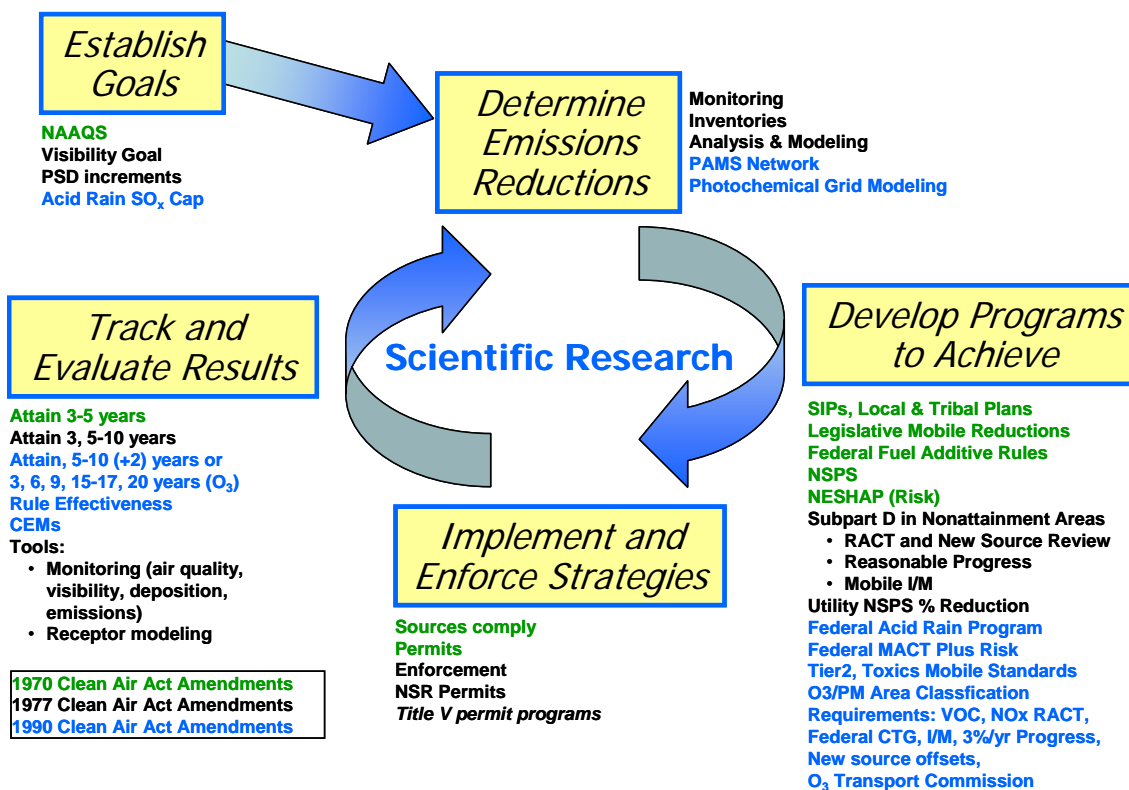 Establish
Goals
NAAQS
Visibility Goal
PSD increments
Acid Rain SOx Cap
Determine
Emissions
Reductions
Monitoring
Inventories
Analysis & Modeling
PAMS Network
Photochemical Grid Modeling
Scientific Research
Track and
Evaluate Results
Attain 3-5 years
Attain 3, 5-10 years
Attain, 5-10 (+2) years or
3, 6, 9, 15-17, 20 years (O3)
Rule Effectiveness
CEMs
Tools:
• Monitoring (air quality,
visibility, deposition,
emissions)
• Receptor modeling
1970 Clean Air Act Amendments
1977 Clean Air Act Amendments
1990 Clean Air Act Amendments
Implement and
Enforce Strategies
Sources comply
Permits
Enforcement
NSR Permits
Title V permit programs
Develop Programs
to Achieve
SIPs, Local & Tribal Plans
Legislative Mobile Reductions
Federal Fuel Additive Rules
NSPS
NESHAP (Risk)
Subpart D in Nonattainment Areas
• RACT and New Source Review
• Reasonable Progress
• Mobile I/M
Utility NSPS % Reduction
Federal Acid Rain Program
Federal MACT Plus Risk
Tier2, Toxics Mobile Standards
O3/PM Area Classfication
Requirements: VOC, NOx RACT,
Federal CTG, I/M, 3%/yr Progress,
New source offsets,
O3 Transport Commission